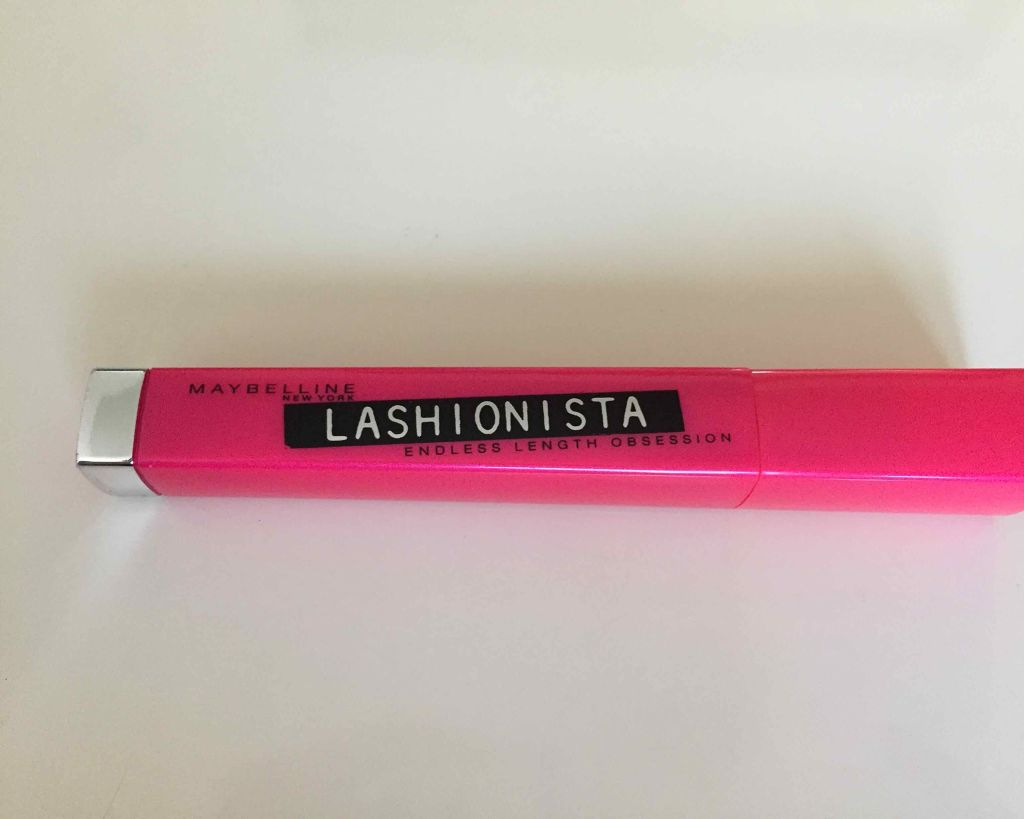 MAYBELLINE
NEW YORK
LASHIONISTA
ENDLESS LENGTH OBSESSION